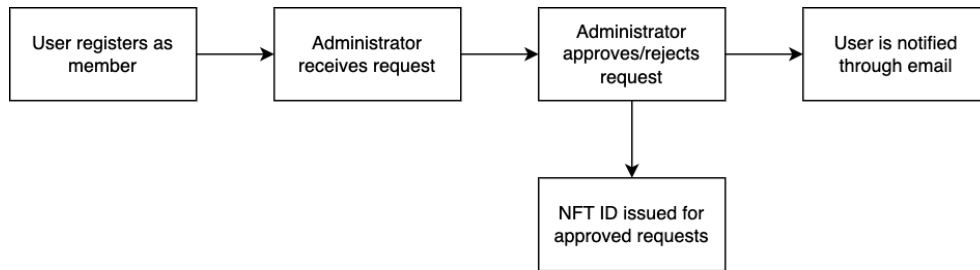 User registers as
member
Administrator
receives request
Administrator
approves/rejects
request
User is notified
through email
NFT ID issued for
approved requests